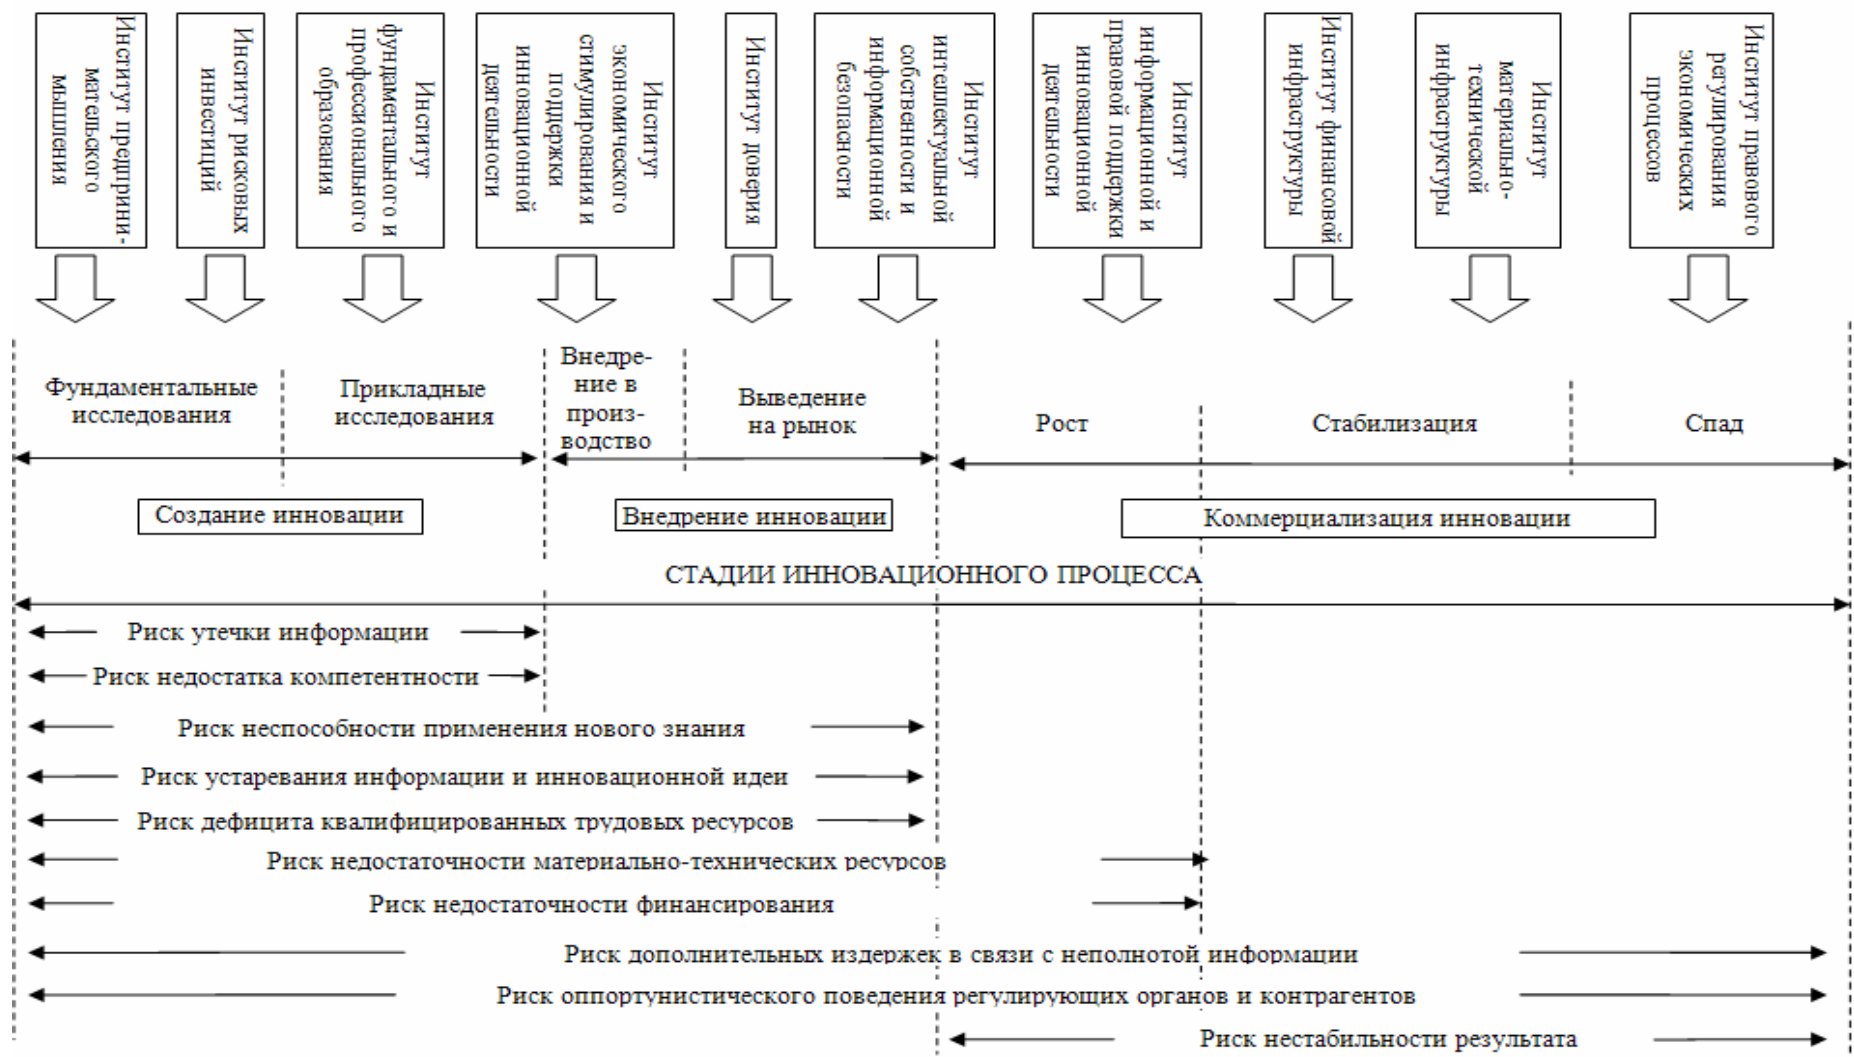 Институт предприни-
мательского
мышления
Институт рисковых
инвестиций
Институт
фундаментального и
профессионального
образования
Институт
экономического
стимулирования и
поддержки
инновационной
деятельности
Институт доверия
Институт
интеллектуальной
собственности и
информационной
безопасности
Институт
информационной и
правовой поддержки
инновационной
деятельности
Институт финансовой
инфраструктуры
Институт
материально-
технической
инфраструктуры
Институт правового
регулирования
экономических
процессов
Фундаментальные
исследования
Прикладные
исследования
Внедре-
ние в
произ-
водство
Выведение
на рынок
Рост
Стабилизация
Спад
Создание инновации
Внедрение инновации
Коммерциализация инновации
СТАДИИ ИННОВАЦИОННОГО ПРОЦЕССА
Риск утечки информации
Риск недостатка компетентности
Риск неспособности применения нового знания
Риск устаревания информации и инновационной идеи
Риск дефицита квалифицированных трудовых ресурсов
Риск недостаточности материально-технических ресурсов
Риск недостаточности финансирования
Риск дополнительных издержек в связи с неполнотой информации
Риск оппортунистического поведения регулирующих органов и контрагентов
Риск нестабильности результата